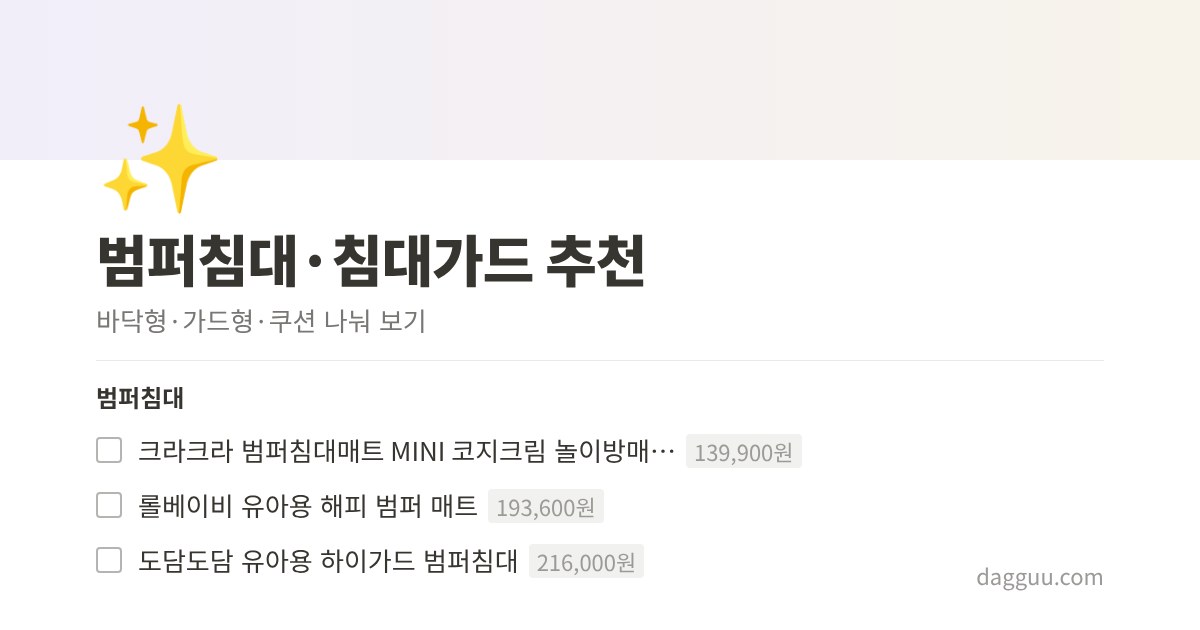 범퍼침대·침대가드 추천
바닥형·가드형·쿠션 나눠 보기
범퍼침대
크라크라 범퍼침대매트 MINI 코지크림 놀이방매… 139,900원
롤베이비 유아용 해피 범퍼 매트 193,600원
도담도담 유아용 하이가드 범퍼침대 216,000원
dagguu.com